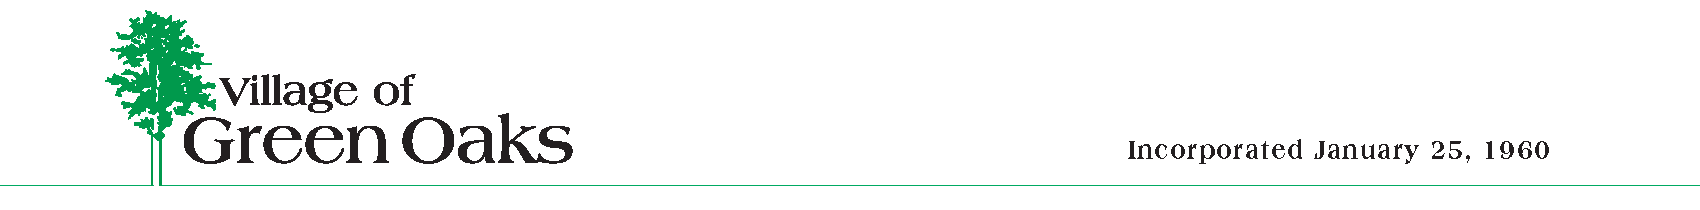 Village of
Green Oaks
Incorporated January 25, 1960